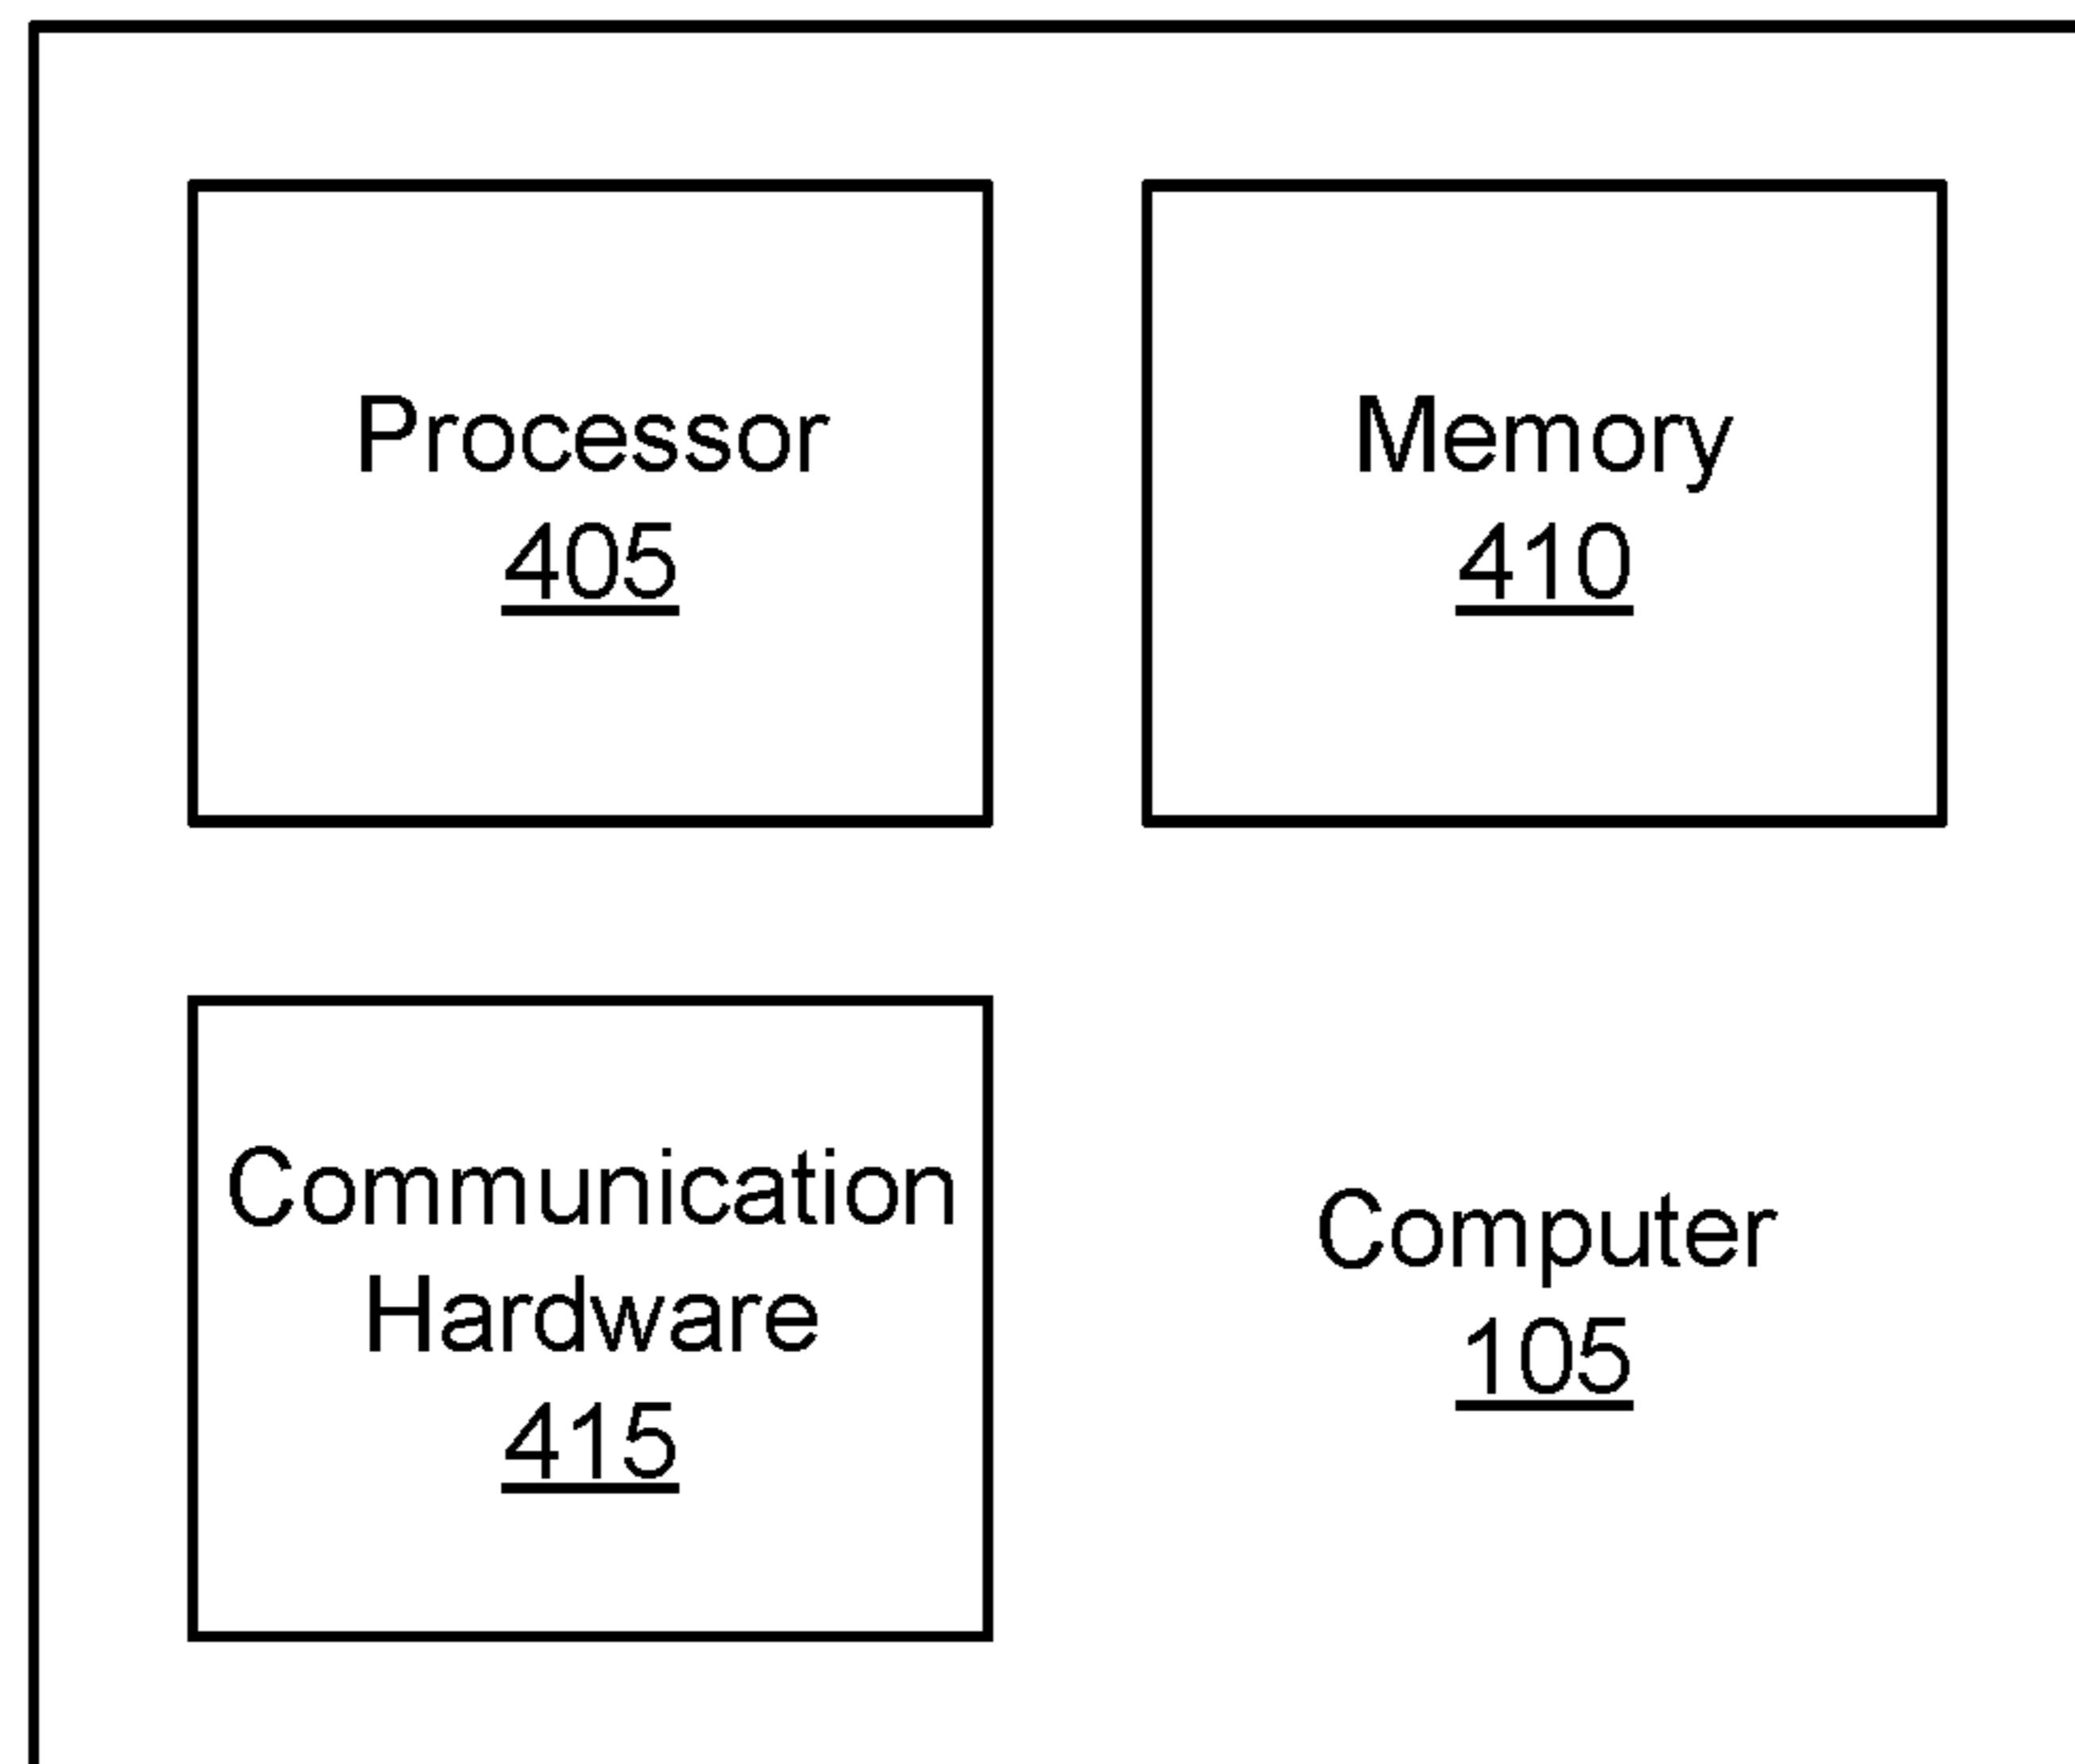 Processor
405
Memory
410
Communication
Hardware
415
Computer
105